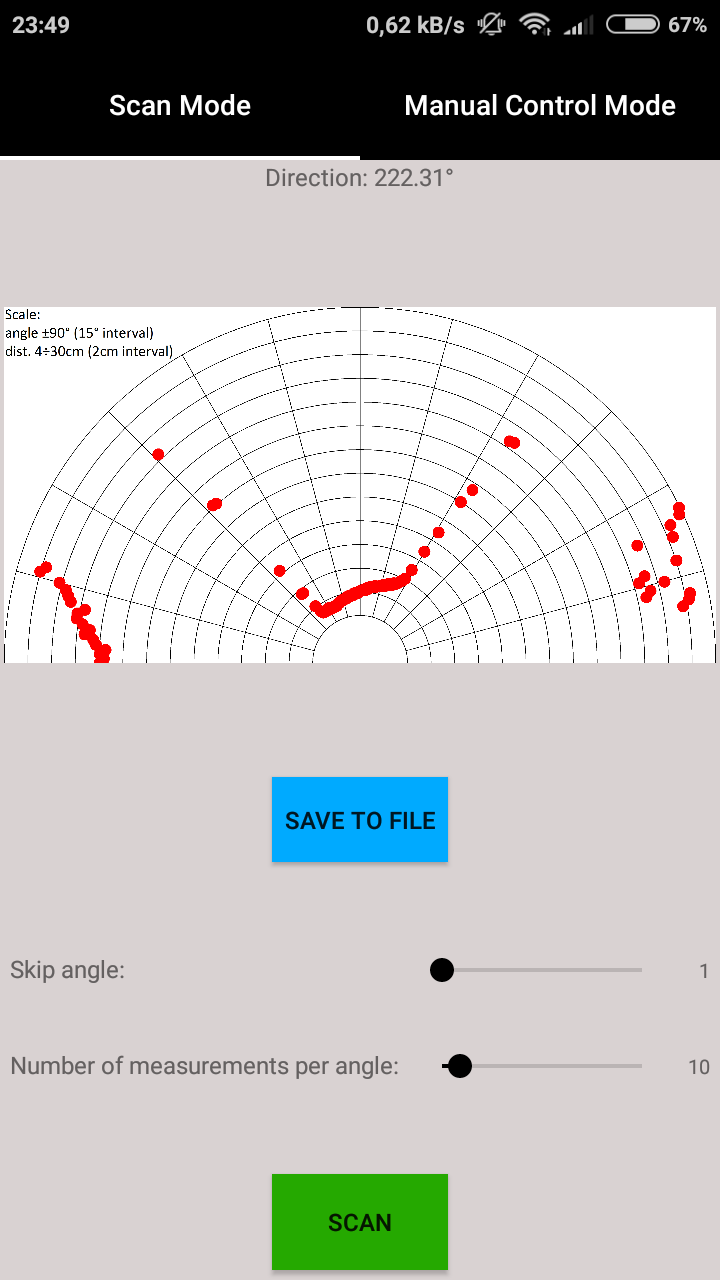 23:49 0,62 kB/s 67%
Scan Mode Manual Control Mode
Direction: 222.31°
Scale:
angle ±90° (15° interval)
dist. 4÷30cm (2cm interval)
SAVE TO FILE
Skip angle: 1
Number of measurements per angle: 10
SCAN